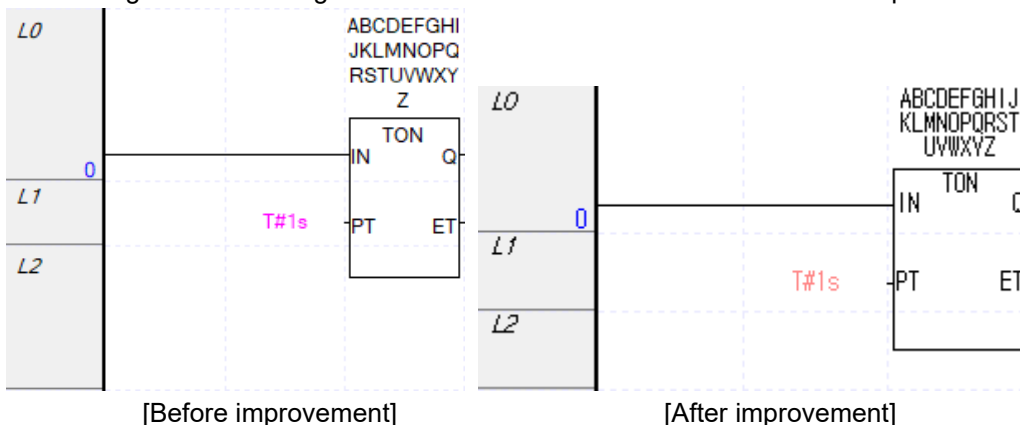 L0
ABCDEFGHI
JKLMNOPQ
RSTUVWXY
Z
TON
IN Q
0
L1
T#1s PT ET
L2
[Before improvement]
L0
ABCDEFGHIJ
KLMNOPQRST
UVWXYZ
TON
IN
0
L1
T#1s PT ET
L2
[After improvement]